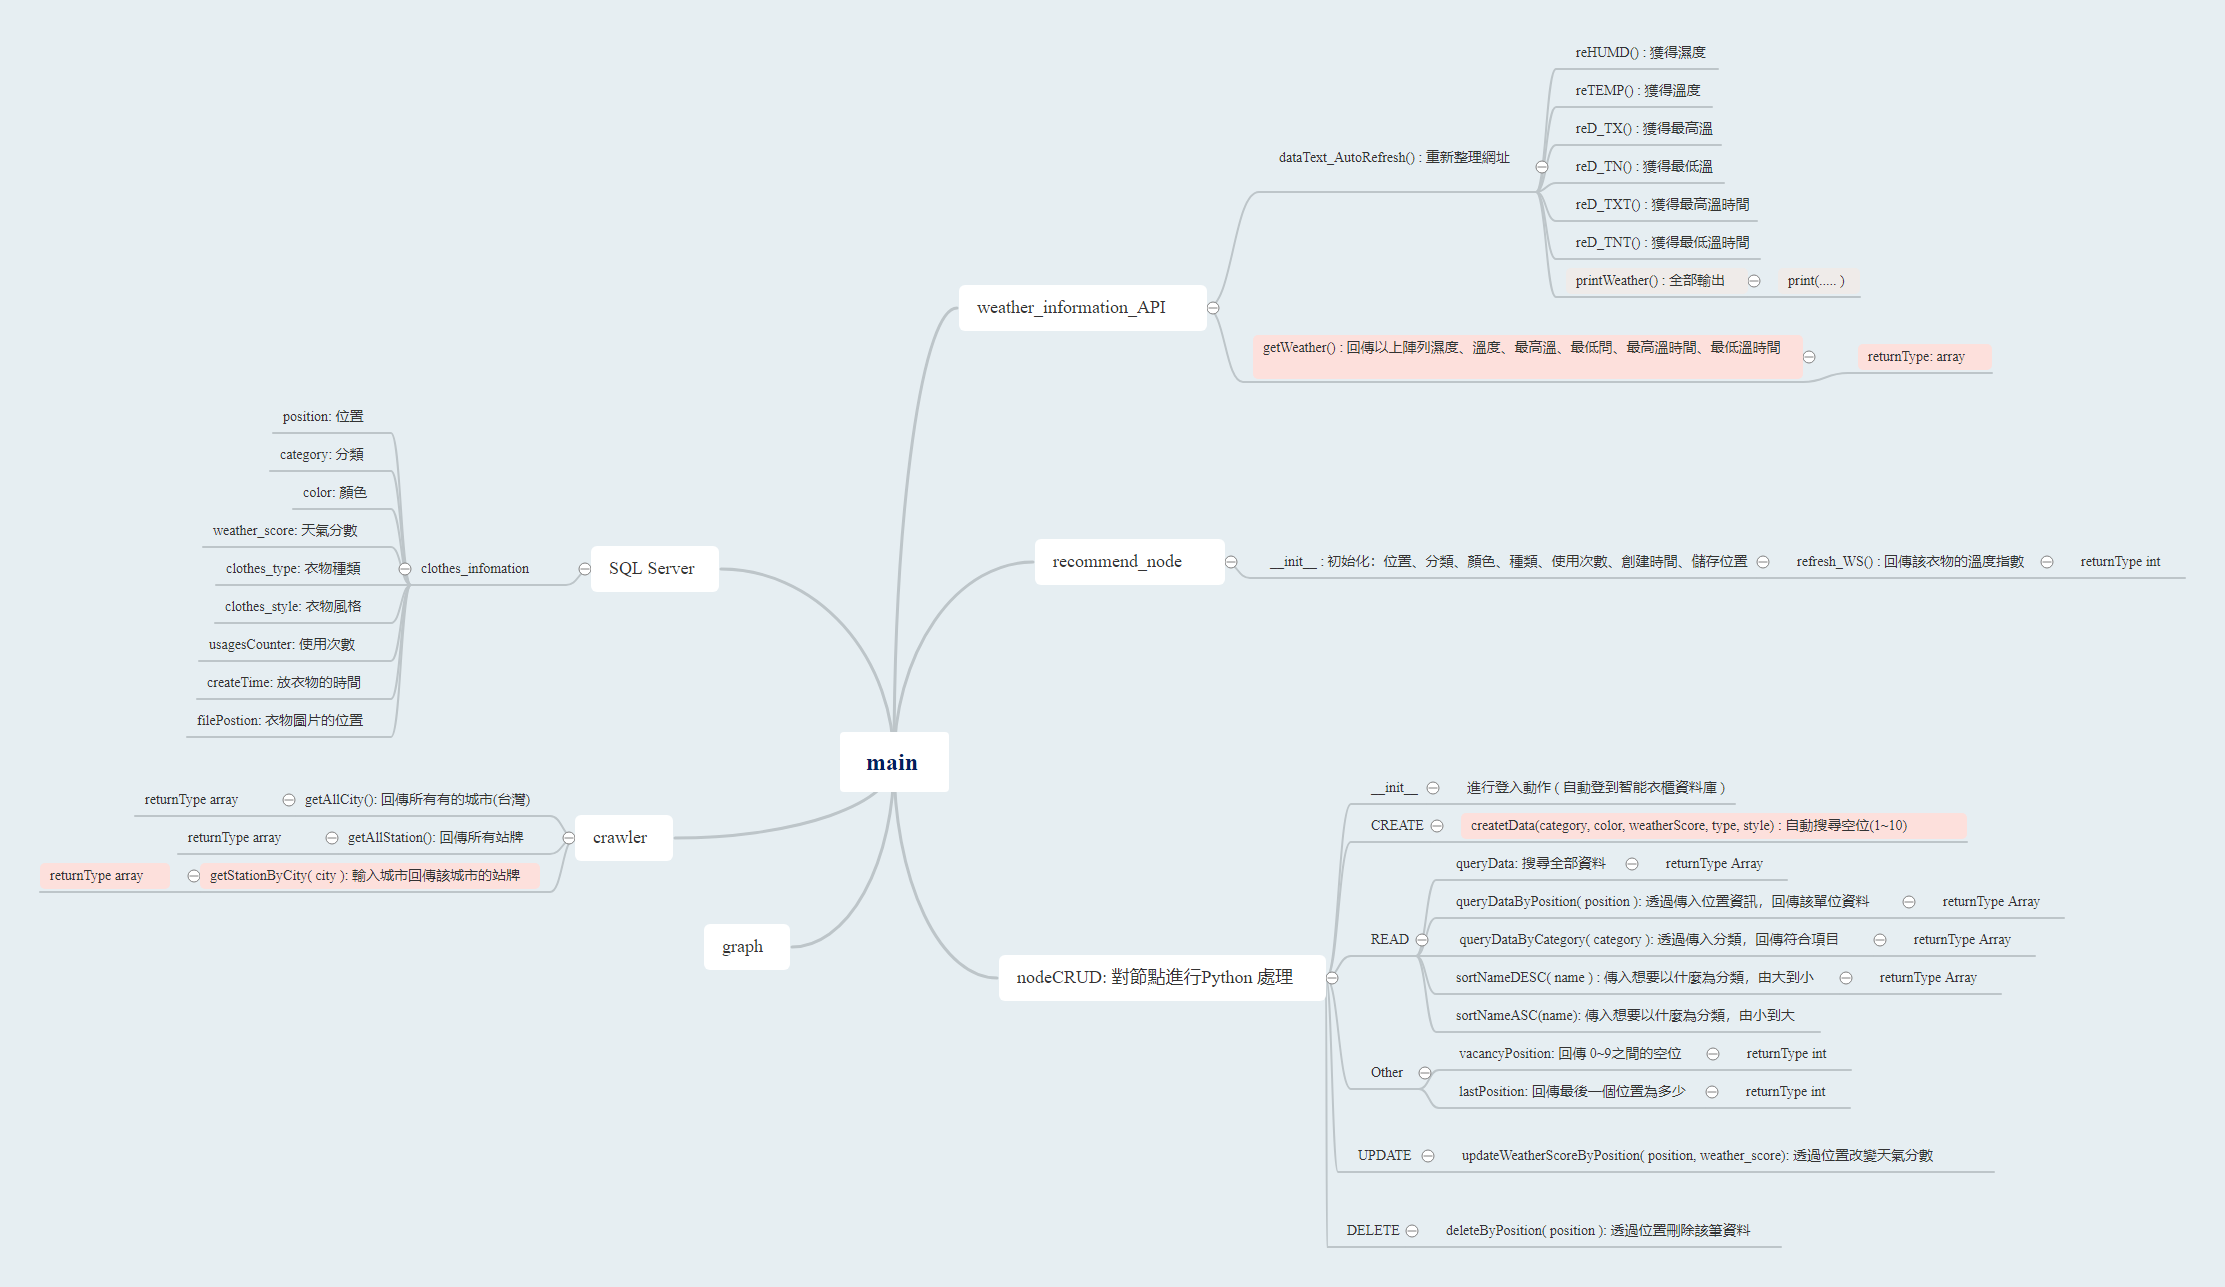 main
weather_information_API
dataText_AutoRefresh() : 重新整理網址
reHUMD() : 獲得濕度
reTEMP() : 獲得溫度
reD_TX() : 獲得最高溫
reD_TN() : 獲得最低溫
reD_TXT() : 獲得最高溫時間
reD_TNT() : 獲得最低溫時間
printWeather() : 全部輸出
print(..... )
getWeather() : 回傳以上陣列濕度、溫度、最高溫、最低問、最高溫時間、最低溫時間
returnType: array
recommend_node
__init__ : 初始化：位置、分類、顏色、種類、使用次數、創建時間、儲存位置
refresh_WS() : 回傳該衣物的溫度指數
returnType int
nodeCRUD: 對節點進行Python 處理
__init__
進行登入動作 ( 自動登到智能衣櫃資料庫 )
CREATE
createtData(category, color, weatherScore, type, style) : 自動搜尋空位(1~10)
READ
queryData: 搜尋全部資料
returnType Array
queryDataByPosition( position ): 透過傳入位置資訊，回傳該單位資料
returnType Array
queryDataByCategory( category ): 透過傳入分類，回傳符合項目
returnType Array
sortNameDESC( name ) : 傳入想要以什麼為分類，由大到小
returnType Array
sortNameASC(name): 傳入想要以什麼為分類，由小到大
Other
vacancyPosition: 回傳 0~9之間的空位
returnType int
lastPosition: 回傳最後一個位置為多少
returnType int
UPDATE
updateWeatherScoreByPosition( position, weather_score): 透過位置改變天氣分數
DELETE
deleteByPosition( position ): 透過位置刪除該筆資料
SQL Server
clothes_infomation
position: 位置
category: 分類
color: 顏色
weather_score: 天氣分數
clothes_type: 衣物種類
clothes_style: 衣物風格
usagesCounter: 使用次數
createTime: 放衣物的時間
filePostion: 衣物圖片的位置
crawler
getAllCity(): 回傳所有有的城市(台灣)
returnType array
getAllStation(): 回傳所有站牌
returnType array
getStationByCity( city ): 輸入城市回傳該城市的站牌
returnType array
graph